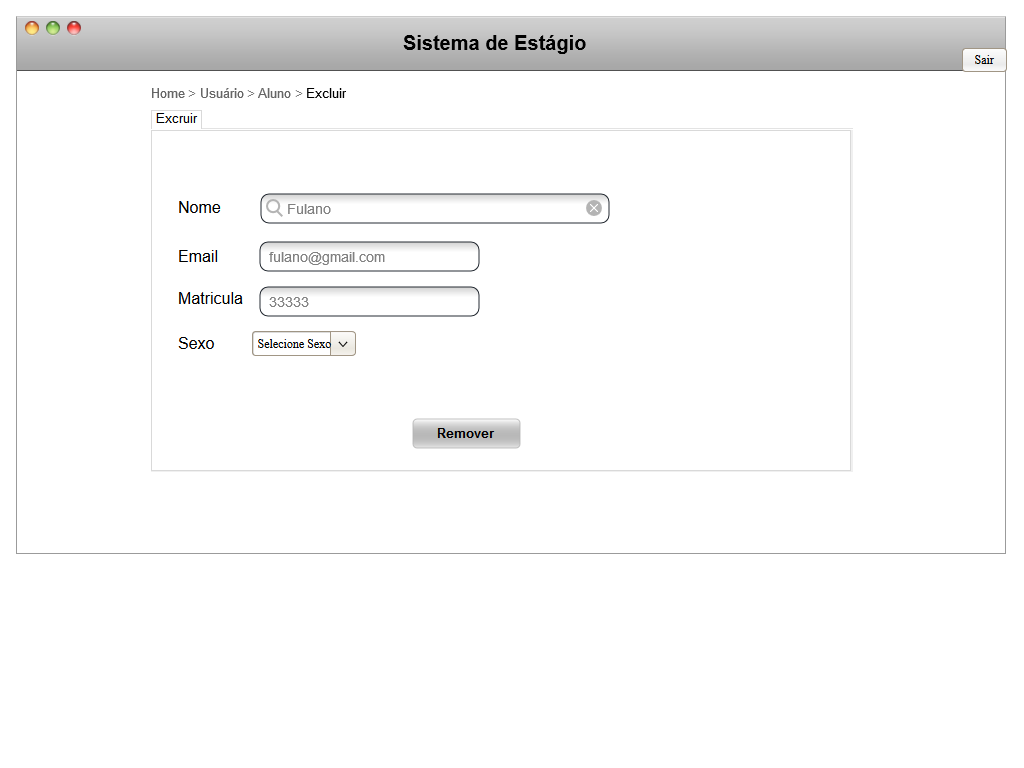 Sistema de Estágio
Sair
Home > Usuário > Aluno > Excluir
Excruir
Nome Fulano
Email fulano@gmail.com
Matricula 33333
Sexo Selecione Sexo
Remover